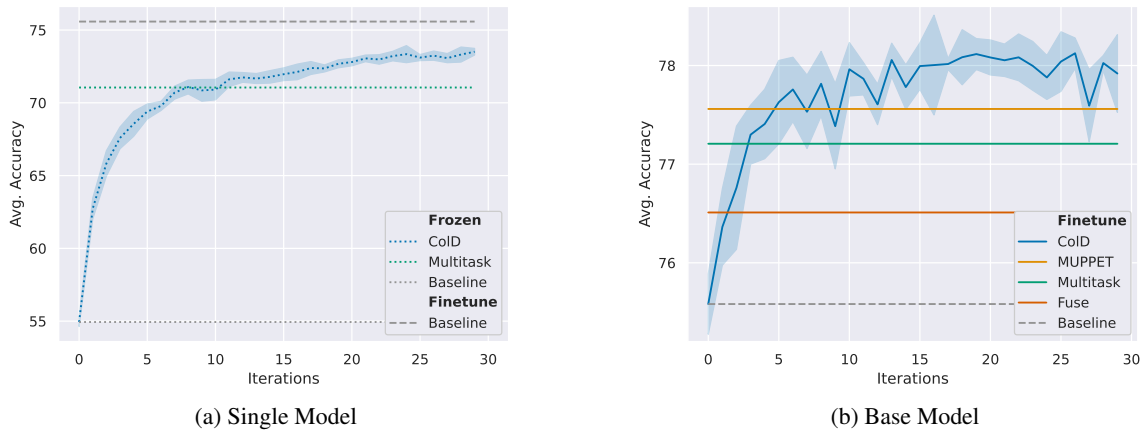 75
70
65
60
55
Avg. Accuracy
0
5
10
15
20
25
30
Iterations
Frozen
ColD
Multitask
Baseline
Finetune
Baseline
(a) Single Model
78
77
76
Avg. Accuracy
0
5
10
15
20
25
30
Iterations
Finetune
ColD
MUPPET
Multitask
Fuse
Baseline
(b) Base Model